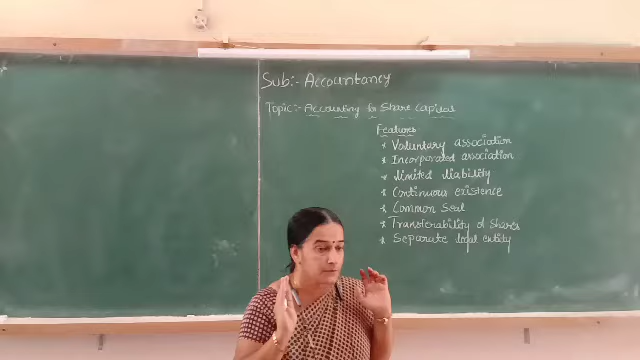 Sub:- Accountancy
Topic:- Accounting for Share Capital
Features
* Voluntary association
* Incorporated association
* limited liability
* Continuous existence
* Common Seal
* Transferability of Shares
* Separate legal entity